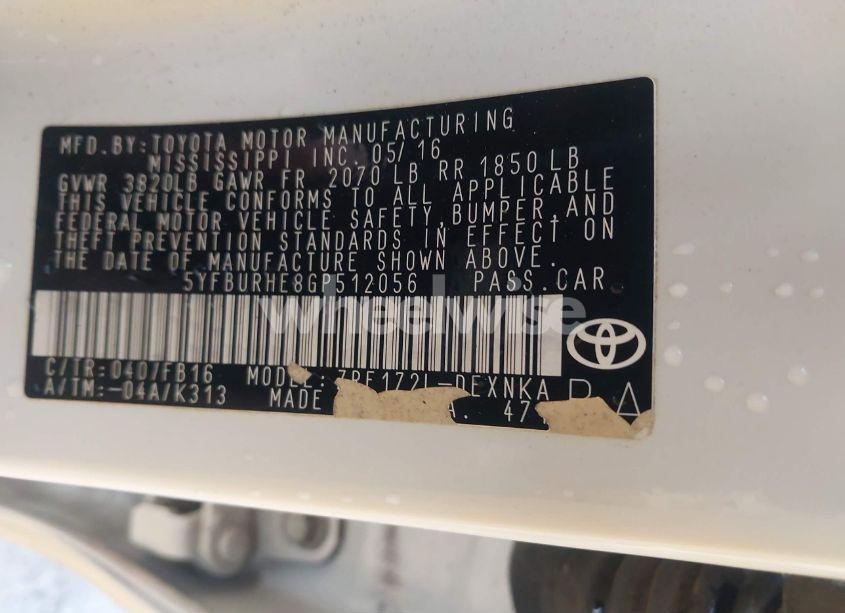 MFD.BY:TOYOTA MOTOR MANUFACTURING
MISSISSIPPI INC. 05/16
GVWR 3820LB GAWR FR 2070 LB RR 1850LB
THIS VEHICLE CONFORMS TO ALL APPLICABLE
FEDERAL MOTOR VEHICLE SAFETY,BUMPER,AND
THEFT PREVENTION STANDARDS IN EFFECT ON
THE DATE OF MANUFACTURE SHOWN ABOVE.
5YFBURHE8GP512056 PASS.CAR
wheelwise
C/TR:040/FB16 MODEL:
A/TM:-04A/K313 MADE